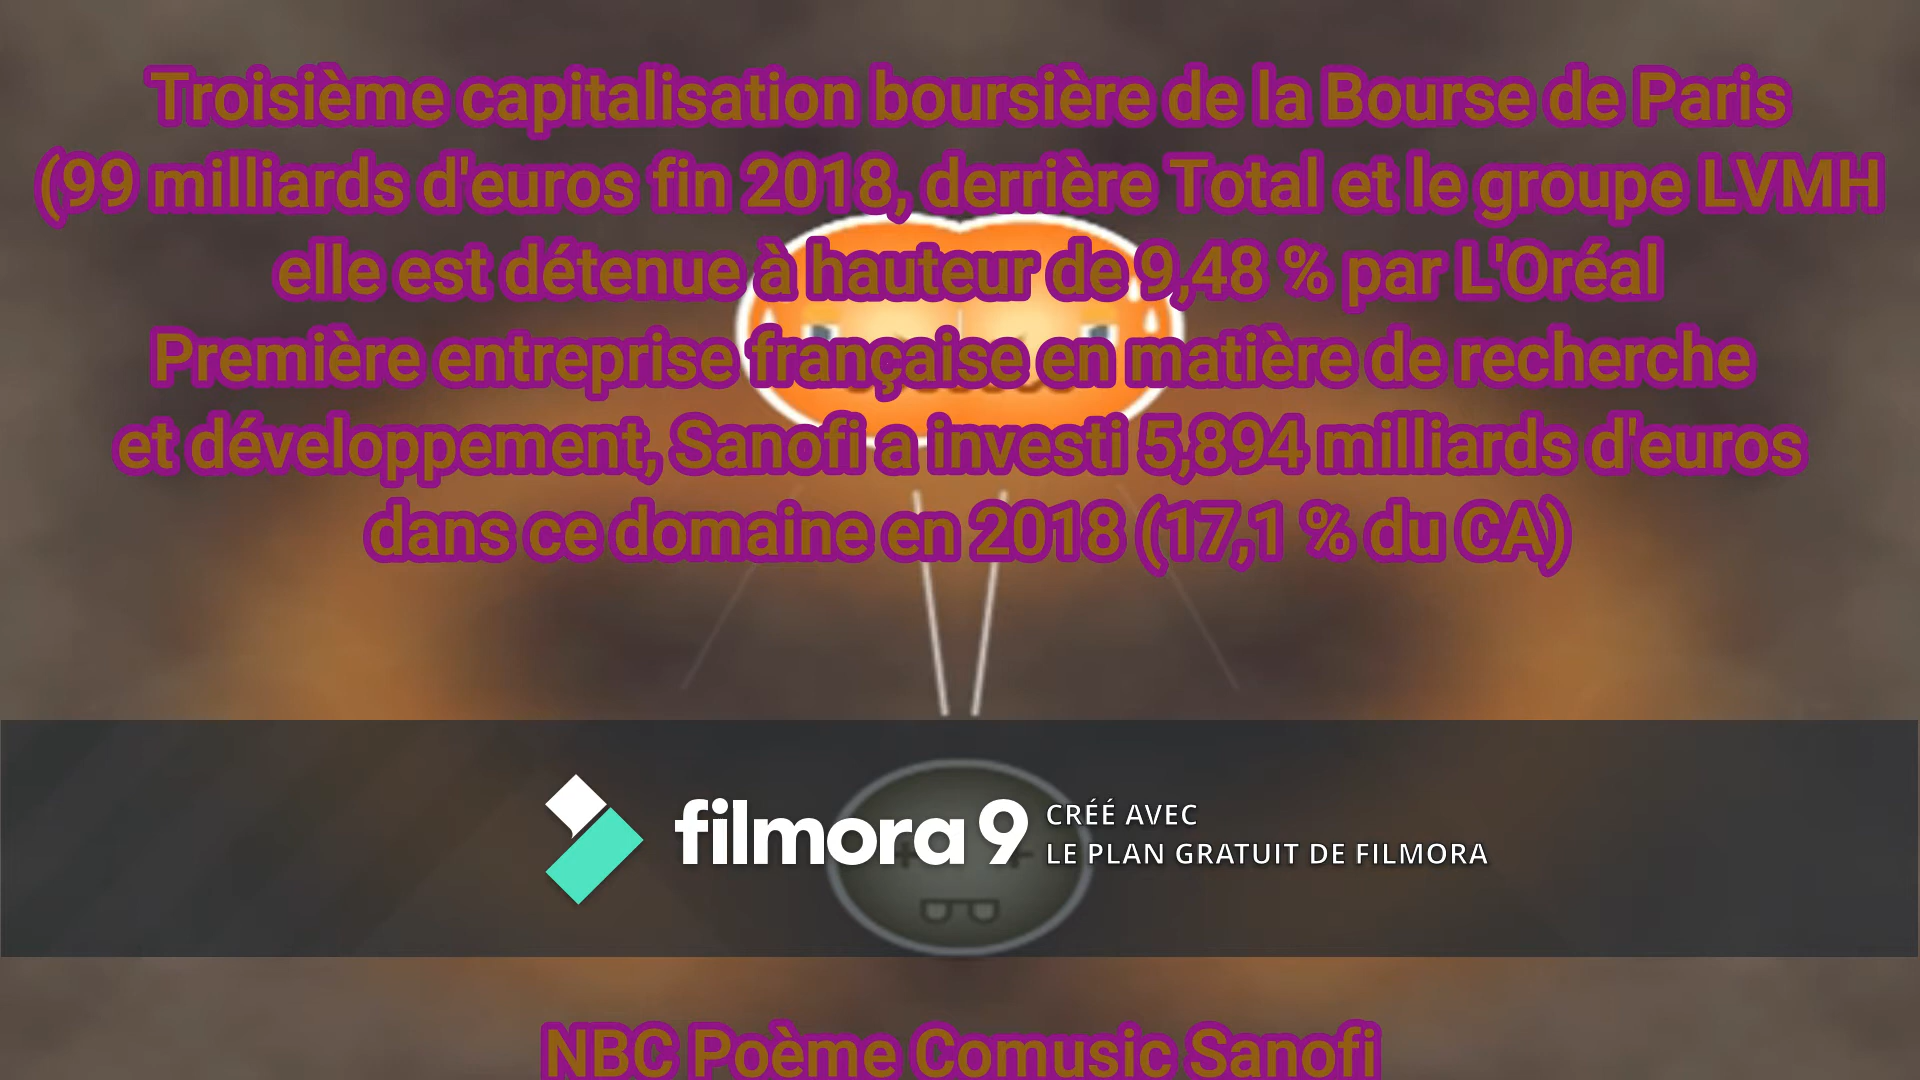 Troisième capitalisation boursière de la Bourse de Paris
(99 milliards d'euros fin 2018, derrière Total et le groupe LVMH
elle est détenue à hauteur de 9,48 % par L'Oréal
Première entreprise française en matière de recherche
et développement, Sanofi a investi 5,894 milliards d'euros
dans ce domaine en 2018 (17,1 % du CA)
filmora 9
CRÉÉ AVEC
LE PLAN GRATUIT DE FILMORA
NBC Poème Comusic Sanofi